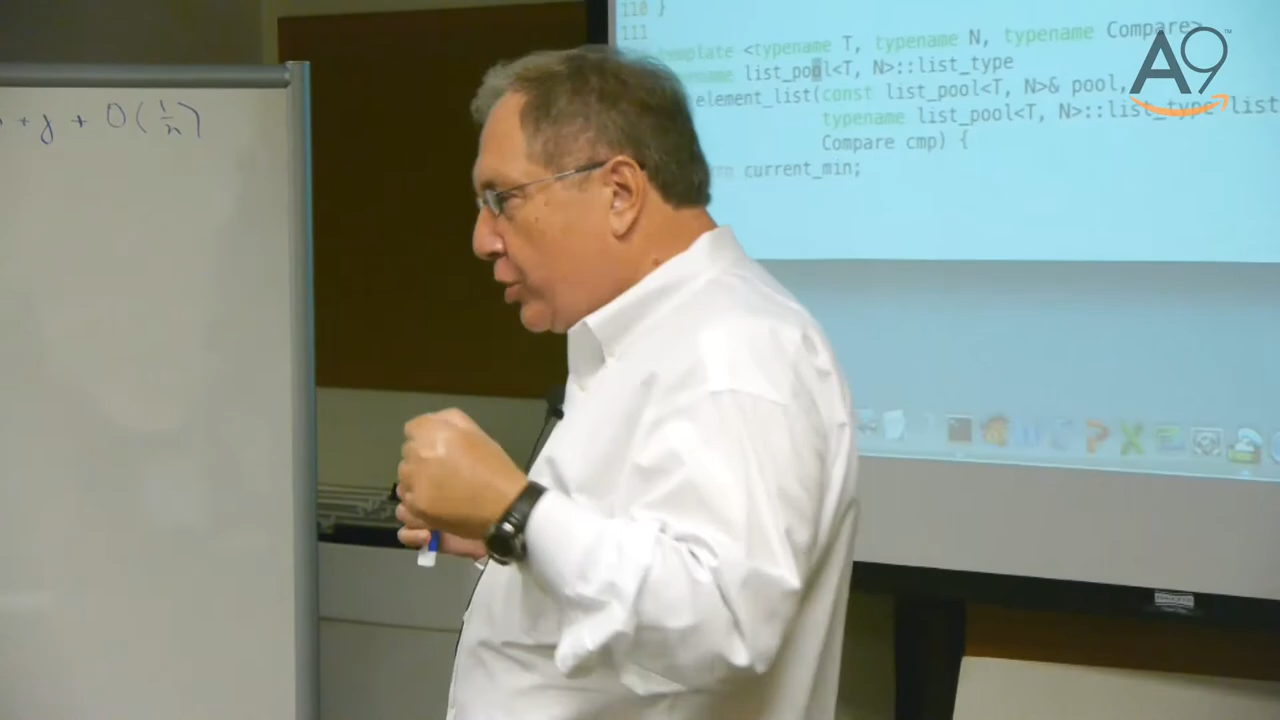 + γ + O(1/n)
110 }
111
template <typename T, typename N, typename Compare>
list_pool<T, N>::list_type
element_list(const list_pool<T, N>& pool,
typename list_pool<T, N>::list_type list
Compare cmp) {
current_min;
A9™